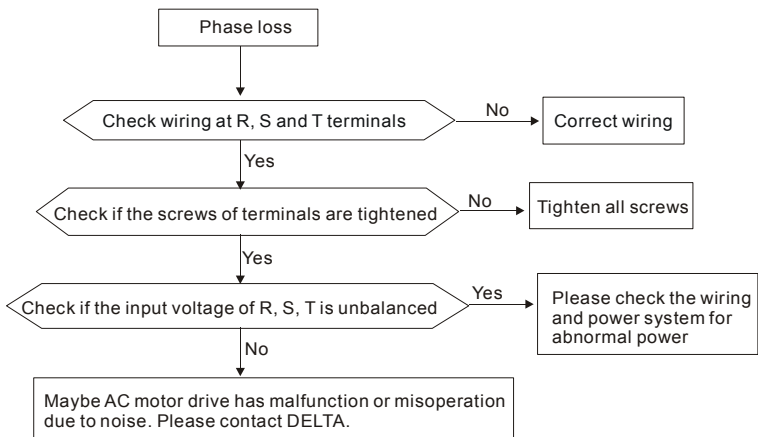 Phase loss
Check wiring at R, S and T terminals
No
Correct wiring
Yes
Check if the screws of terminals are tightened
No
Tighten all screws
Yes
Check if the input voltage of R, S, T is unbalanced
Yes
Please check the wiring
and power system for
abnormal power
No
Maybe AC motor drive has malfunction or misoperation
due to noise. Please contact DELTA.